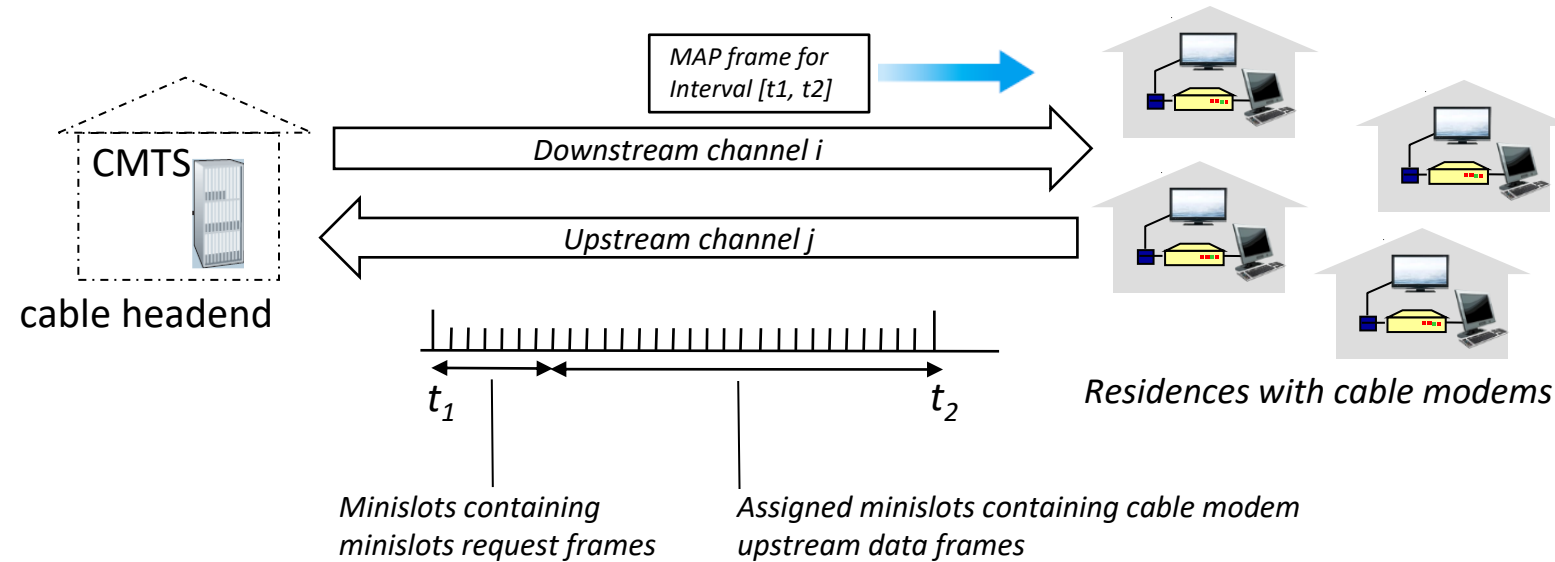 MAP frame for
Interval [t1, t2]
CMTS
Downstream channel i
Upstream channel j
cable headend
t1
t2
Residences with cable modems
Minislots containing
minislots request frames
Assigned minislots containing cable modem
upstream data frames